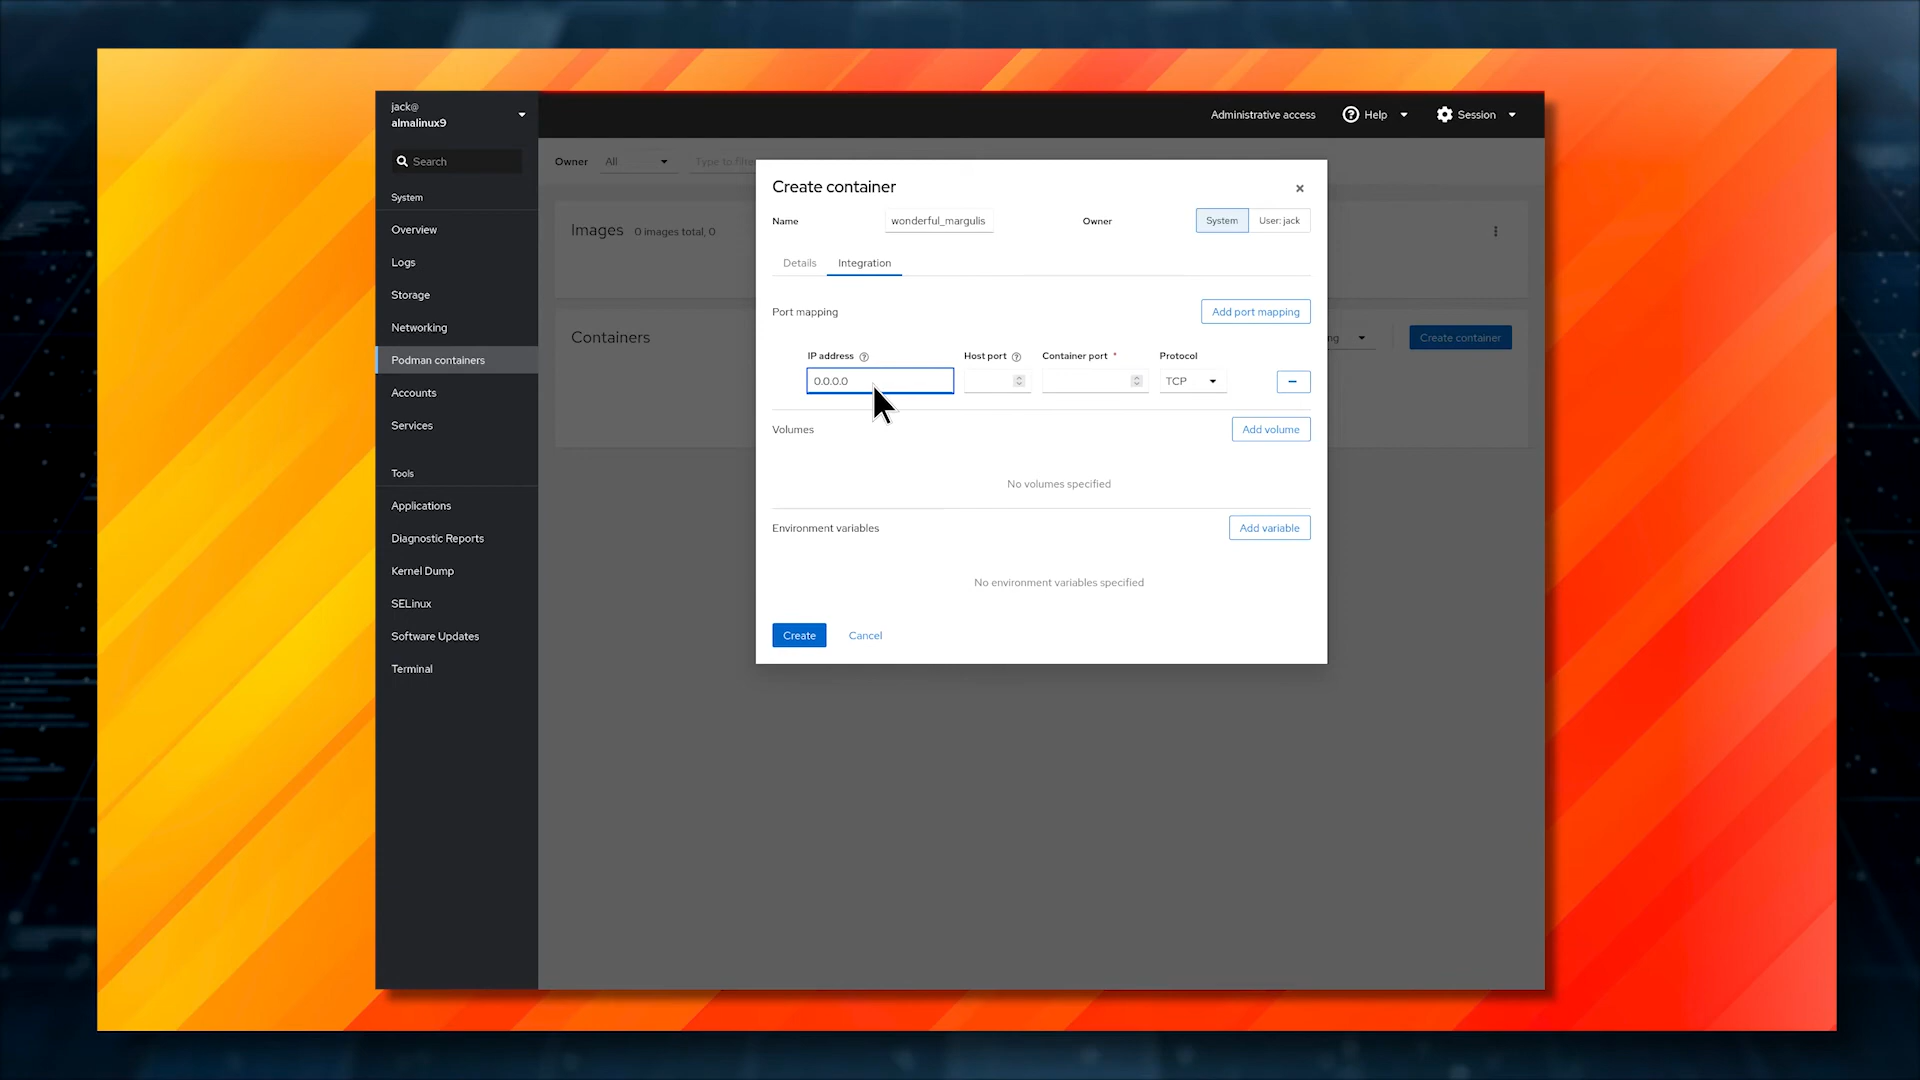 jack@
almalinux9
Administrative access
Help
Session
Search
System
Overview
Logs
Storage
Networking
Podman containers
Accounts
Services
Tools
Applications
Diagnostic Reports
Kernel Dump
SELinux
Software Updates
Terminal
Owner All Type to filte
Images 0 images total, 0
Containers
ng
Create container
Create container
×
Name wonderful_margulis Owner System User: jack
Details Integration
Port mapping Add port mapping
IP address Host port Container port * Protocol
0.0.0.0 TCP
Volumes Add volume
No volumes specified
Environment variables Add variable
No environment variables specified
Create Cancel